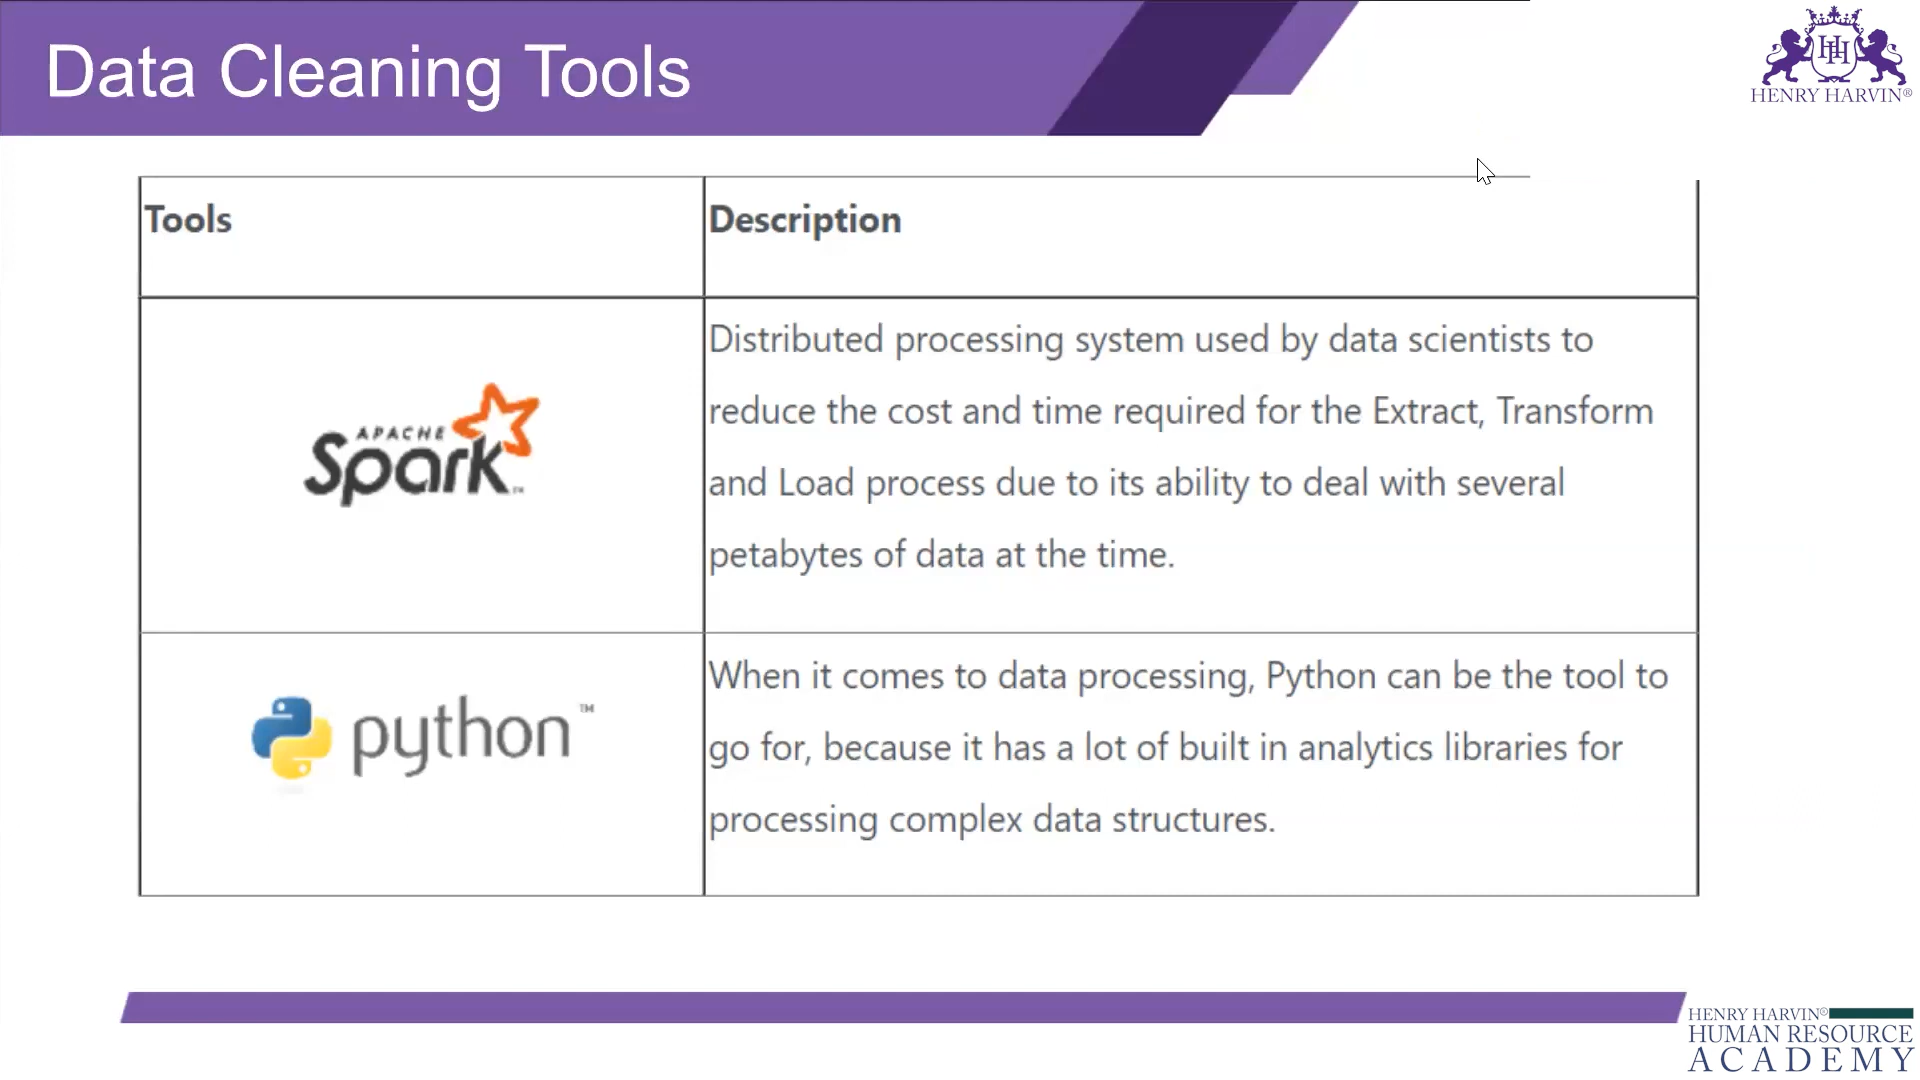 Data Cleaning Tools
HENRY HARVIN®
Tools
Description
APACHE
Spark™
Distributed processing system used by data scientists to
reduce the cost and time required for the Extract, Transform
and Load process due to its ability to deal with several
petabytes of data at the time.
python™
When it comes to data processing, Python can be the tool to
go for, because it has a lot of built in analytics libraries for
processing complex data structures.
HENRY HARVIN®
HUMAN RESOURCE
ACADEMY